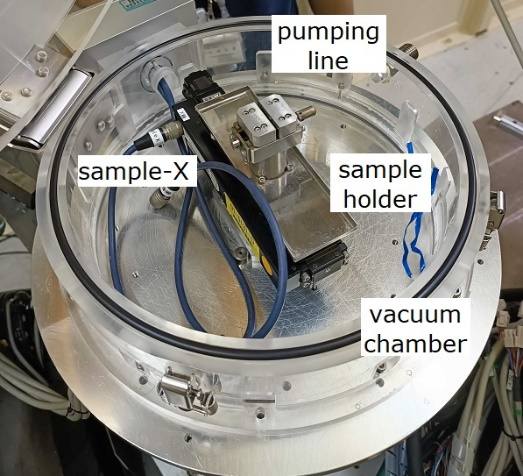 pumping
line
sample-X
sample
holder
vacuum
chamber